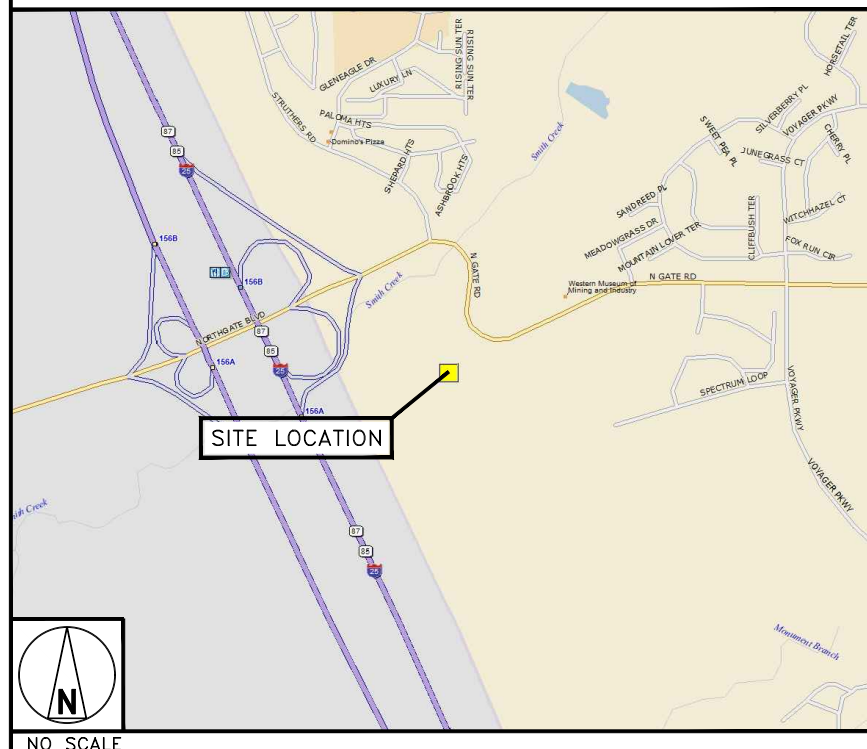 RISING SUN TER
RISING SUN TER
HORSETAIL TER
GLENEAGLE DR
LUXURY LN
STRUTHERS RD
PALOMA HTS
Domino's Pizza
SHEPARD HTS
ASHBROOK HTS
Smith Creek
SILVERBERRY PL
VOYAGER PKWY
SWEET PEA PL
CHERRY PL
JUNEGRASS CT
87
85
25
SANDREED PL
MEADOWGRASS DR
MOUNTAIN LOVER TER
CLIFFBUSH TER
WITCHHAZEL CT
FOX RUN CIR
156B
156B
N GATE RD
N GATE RD
Smith Creek
Western Museum of
Mining and Industry
NORTHGATE BLVD
87
85
25
156A
156A
SPECTRUM LOOP
VOYAGER PKWY
VOYAGER PKWY
SITE LOCATION
ith Creek
87
85
25
Monument Branch
N
NO SCALE